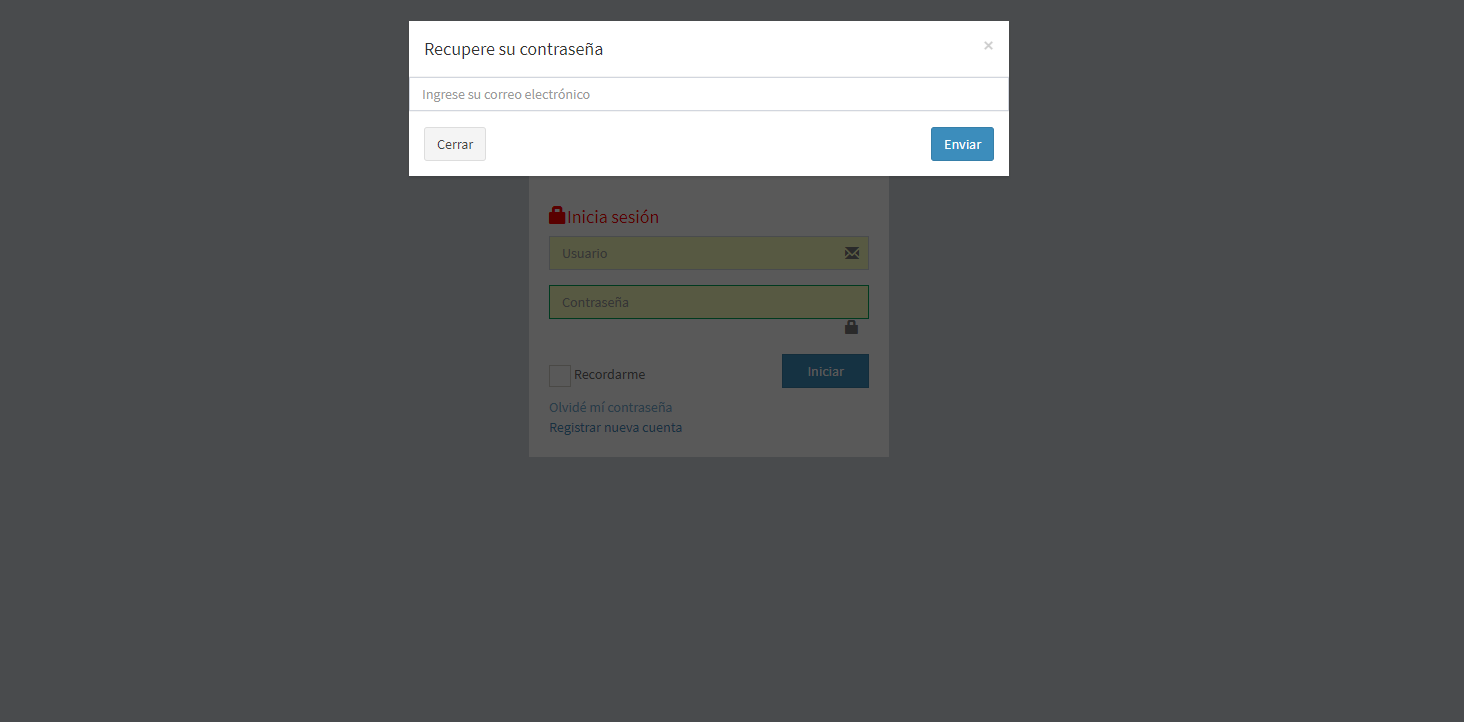 Recupere su contraseña ×
Ingrese su correo electrónico
Cerrar Enviar
Inicia sesión
Usuario
Contraseña
Recordarme Iniciar
Olvidé mí contraseña
Registrar nueva cuenta